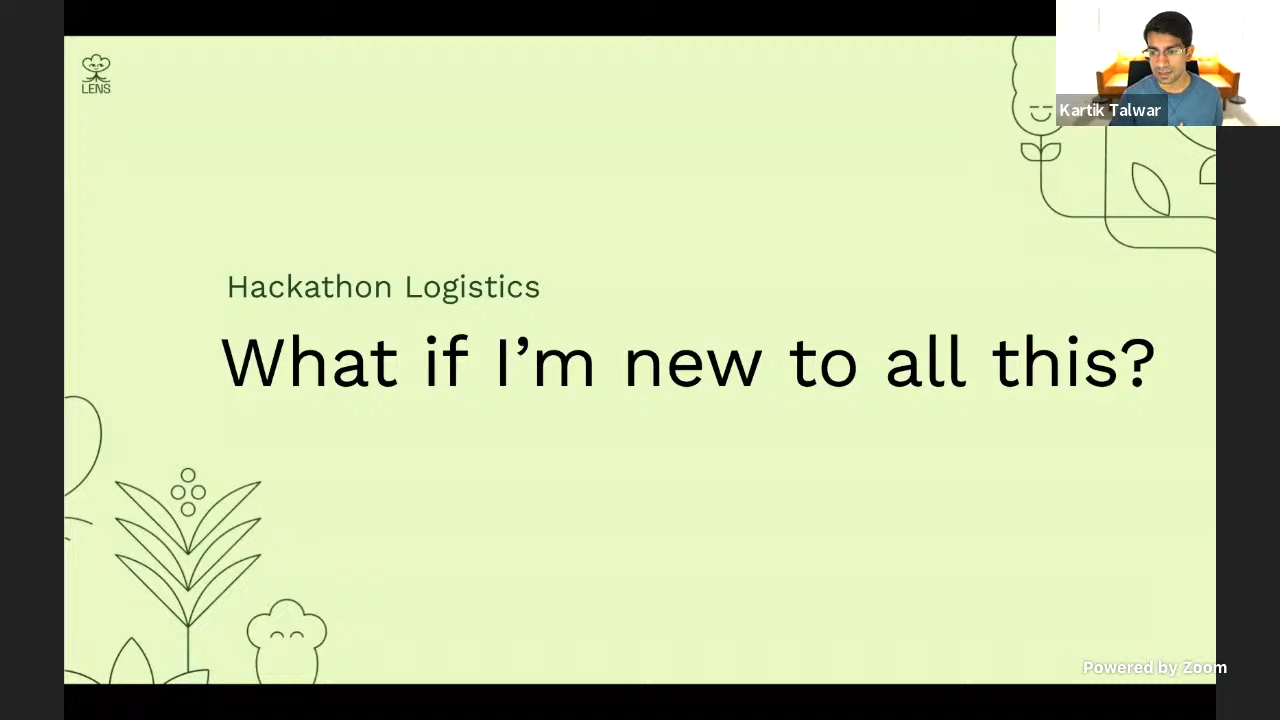 LENS
Kartik Talwar
Hackathon Logistics
What if I’m new to all this?
Powered by Zoom